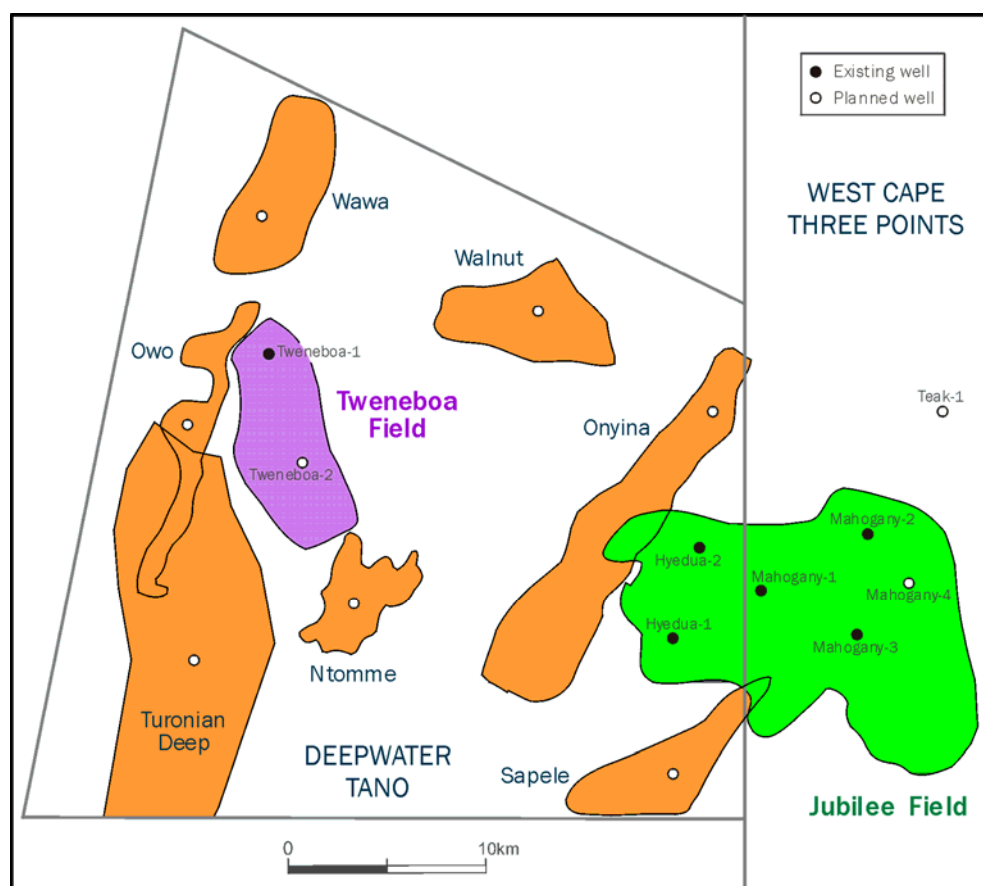 Existing well
Planned well
WEST CAPE
THREE POINTS
Wawa
Walnut
Owo
Tweneboa-1
Tweneboa
Field
Tweneboa-2
Onyina
Teak-1
Mahogany-2
Hyedua-2
Mahogany-1
Mahogany-4
Hyedua-1
Mahogany-3
Ntomme
Turonian
Deep
DEEPWATER
TANO
Sapele
Jubilee Field
0
10km